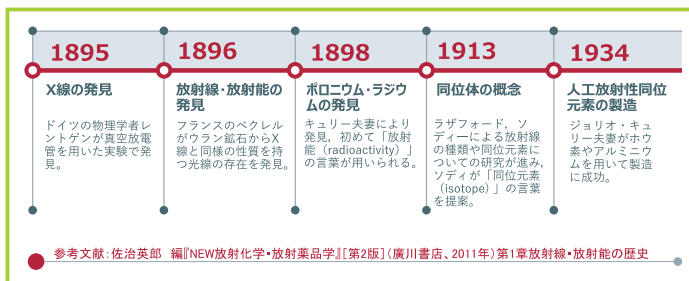 1895
X線の発見
ドイツの物理学者レ
ントゲンが真空放電
管を用いた実験で発
見。
1896
放射線・放射能の
発見
フランスのベクレル
がウラン鉱石からX
線と同様の性質を持
つ光線の存在を発見。
1898
ポロニウム・ラジウ
ムの発見
キュリー夫妻により
発見，初めて「放射
能（radioactivity）」
の言葉が用いられる。
1913
同位体の概念
ラザフォード，ソ
ディーによる放射線
の種類や同位元素に
ついての研究が進み，
ソディが「同位元素
（isotope）」の言葉
を提案。
1934
人工放射性同位
元素の製造
ジョリオ・キュ
リー夫妻がホウ
素やアルミニウ
ムを用いて製造
に成功。
参考文献：佐治英郎　編『NEW放射化学・放射薬品学』［第2版］（廣川書店、2011年）第1章放射線・放射能の歴史